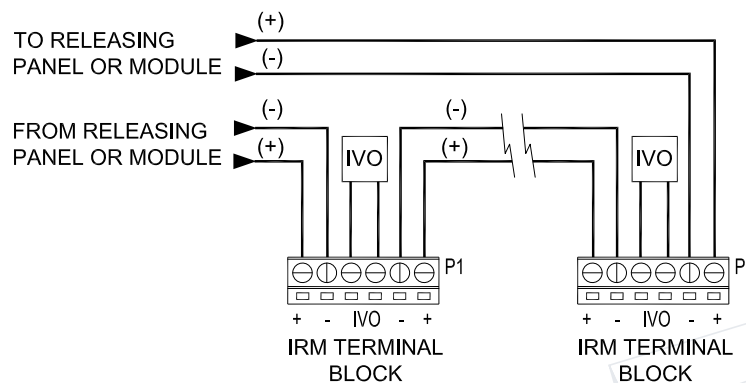 (+)
TO RELEASING
PANEL OR MODULE
(-)
(-)
(-)
FROM RELEASING
PANEL OR MODULE
(+)
(+)
IVO
IVO
P1
P
+ - IVO - +
+ - IVO - +
IRM TERMINAL
BLOCK
IRM TERMINAL
BLOCK